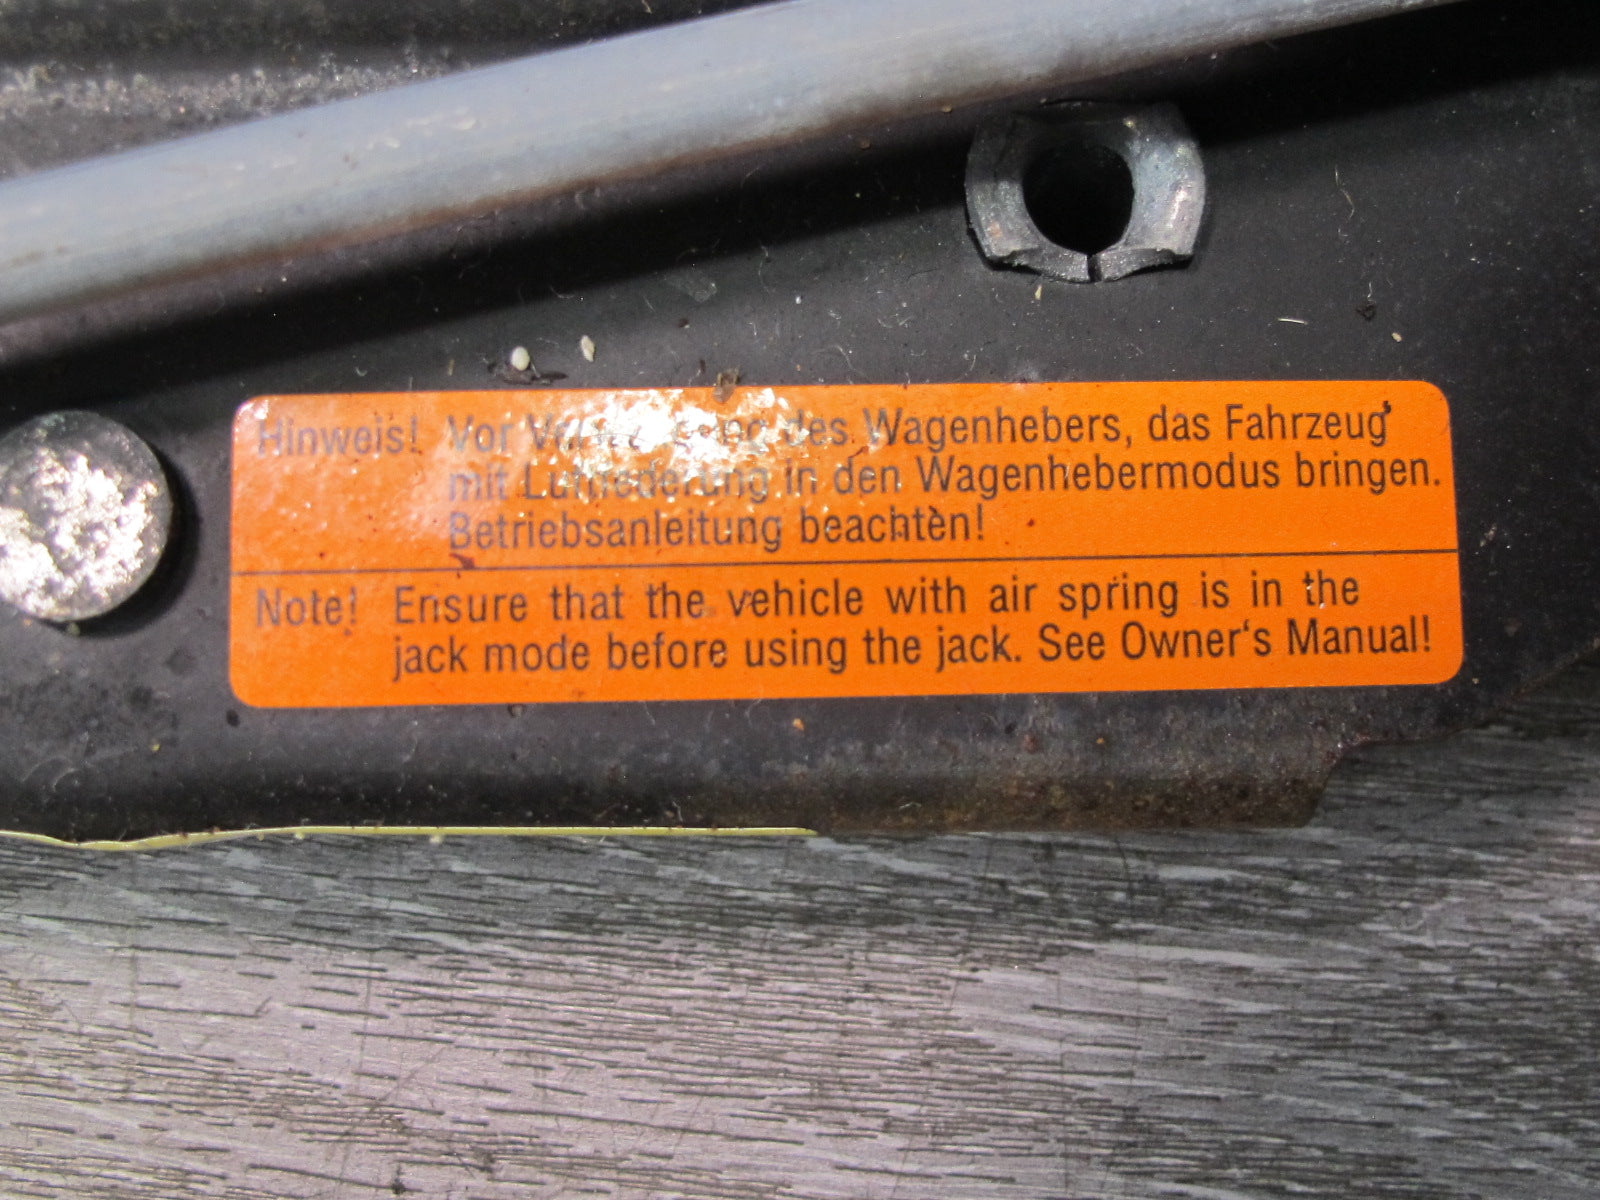 Hinweis! Vor des Wagenhebers, das Fahrzeug
mit Luftfederung in den Wagenhebermodus bringen.
Betriebsanleitung beachten!
Note! Ensure that the vehicle with air spring is in the
jack mode before using the jack. See Owner‘s Manual!